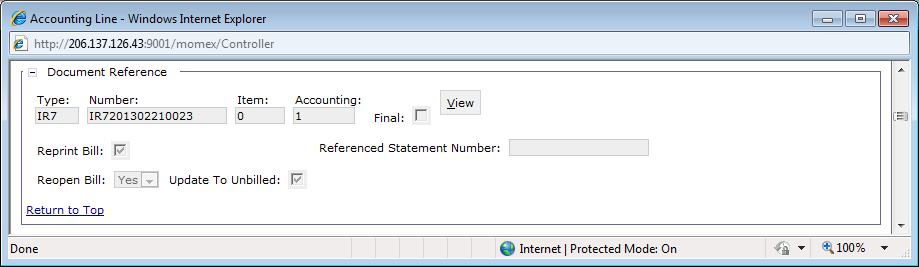 Accounting Line - Windows Internet Explorer
http://206.137.126.43:9001/momex/Controller
Document Reference
Type: Number: Item: Accounting:
IR7 IR7201302210023 0 1 Final: View
Reprint Bill: Referenced Statement Number:
Reopen Bill: Yes Update To Unbilled:
Return to Top
Done Internet | Protected Mode: On 100%